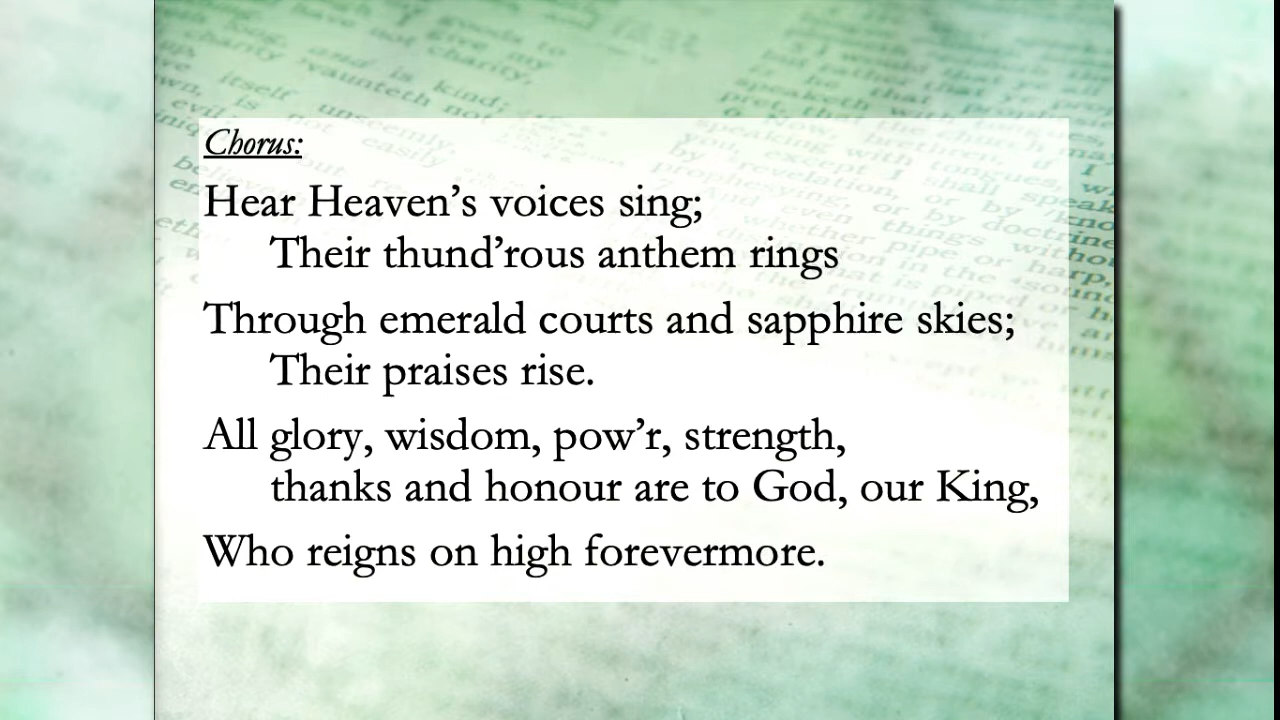 Chorus:
Hear Heaven’s voices sing;
Their thund’rous anthem rings
Through emerald courts and sapphire skies;
Their praises rise.
All glory, wisdom, pow’r, strength,
thanks and honour are to God, our King,
Who reigns on high forevermore.